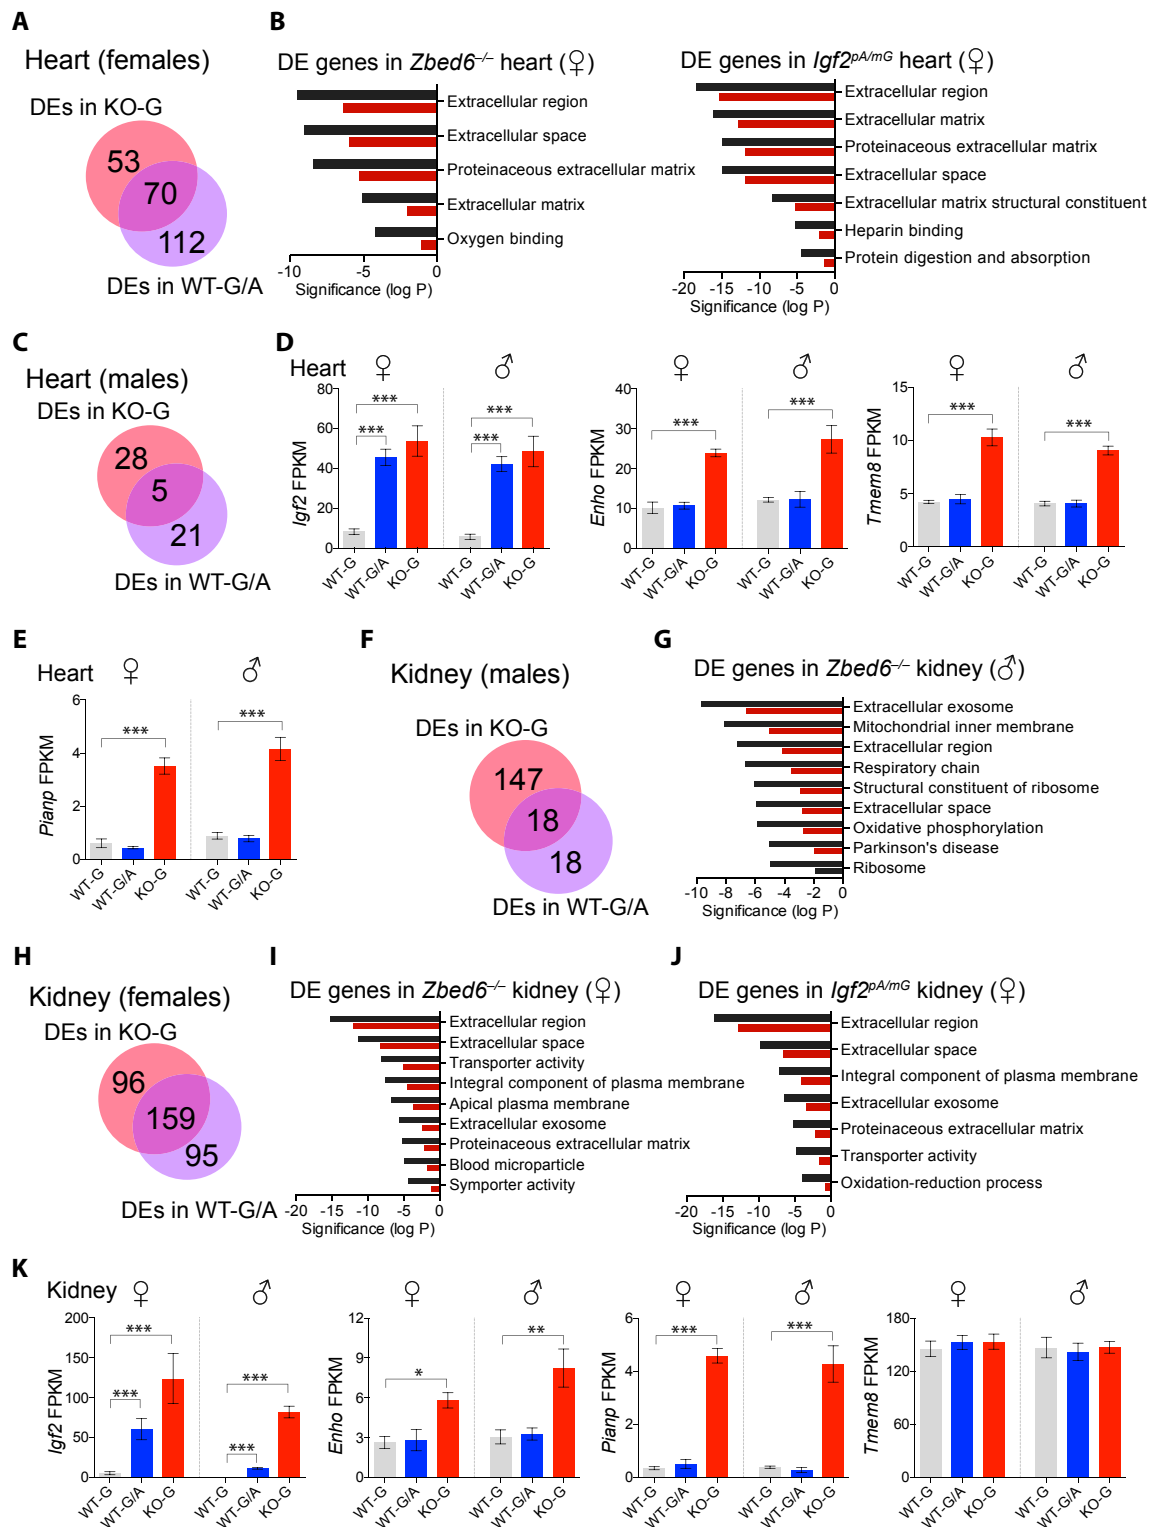 A
Heart (females)
DEs in KO-G
53
70
112
DEs in WT-G/A
B
DE genes in Zbed6–/– heart (♀)
Extracellular region
Extracellular space
Proteinaceous extracellular matrix
Extracellular matrix
Oxygen binding
-10 -5 0
Significance (log P)
DE genes in Igf2pA/mG heart (♀)
Extracellular region
Extracellular matrix
Proteinaceous extracellular matrix
Extracellular space
Extracellular matrix structural constituent
Heparin binding
Protein digestion and absorption
-20 -15 -10 -5 0
Significance (log P)
C
Heart (males)
DEs in KO-G
28
5
21
DEs in WT-G/A
D
Heart ♀ ♂
80
60
40
20
0
Igf2 FPKM
*** *** *** ***
WT-G WT-G/A KO-G WT-G WT-G/A KO-G
♀ ♂
40
30
20
10
0
Enho FPKM
*** ***
WT-G WT-G/A KO-G WT-G WT-G/A KO-G
♀ ♂
15
10
5
0
Tmem8 FPKM
*** ***
WT-G WT-G/A KO-G WT-G WT-G/A KO-G
E
Heart ♀ ♂
6
4
2
0
Pianp FPKM
*** ***
WT-G WT-G/A KO-G WT-G WT-G/A KO-G
F
Kidney (males)
DEs in KO-G
147
18
18
DEs in WT-G/A
G
DE genes in Zbed6–/– kidney (♂)
Extracellular exosome
Mitochondrial inner membrane
Extracellular region
Respiratory chain
Structural constituent of ribosome
Extracellular space
Oxidative phosphorylation
Parkinson's disease
Ribosome
-10 -8 -6 -4 -2 0
Significance (log P)
H
Kidney (females)
DEs in KO-G
96
159
95
DEs in WT-G/A
I
DE genes in Zbed6–/– kidney (♀)
Extracellular region
Extracellular space
Transporter activity
Integral component of plasma membrane
Apical plasma membrane
Extracellular exosome
Proteinaceous extracellular matrix
Blood microparticle
Symporter activity
-20 -15 -10 -5 0
Significance (log P)
J
DE genes in Igf2pA/mG kidney (♀)
Extracellular region
Extracellular space
Integral component of plasma membrane
Extracellular exosome
Proteinaceous extracellular matrix
Transporter activity
Oxidation-reduction process
-20 -15 -10 -5 0
Significance (log P)
K
Kidney ♀ ♂
200
150
100
50
0
Igf2 FPKM
*** *** *** ***
WT-G WT-G/A KO-G WT-G WT-G/A KO-G
♀ ♂
12
9
6
3
0
Enho FPKM
* **
WT-G WT-G/A KO-G WT-G WT-G/A KO-G
♀ ♂
6
4
2
0
Pianp FPKM
*** ***
WT-G WT-G/A KO-G WT-G WT-G/A KO-G
♀ ♂
180
120
60
0
Tmem8 FPKM
WT-G WT-G/A KO-G WT-G WT-G/A KO-G